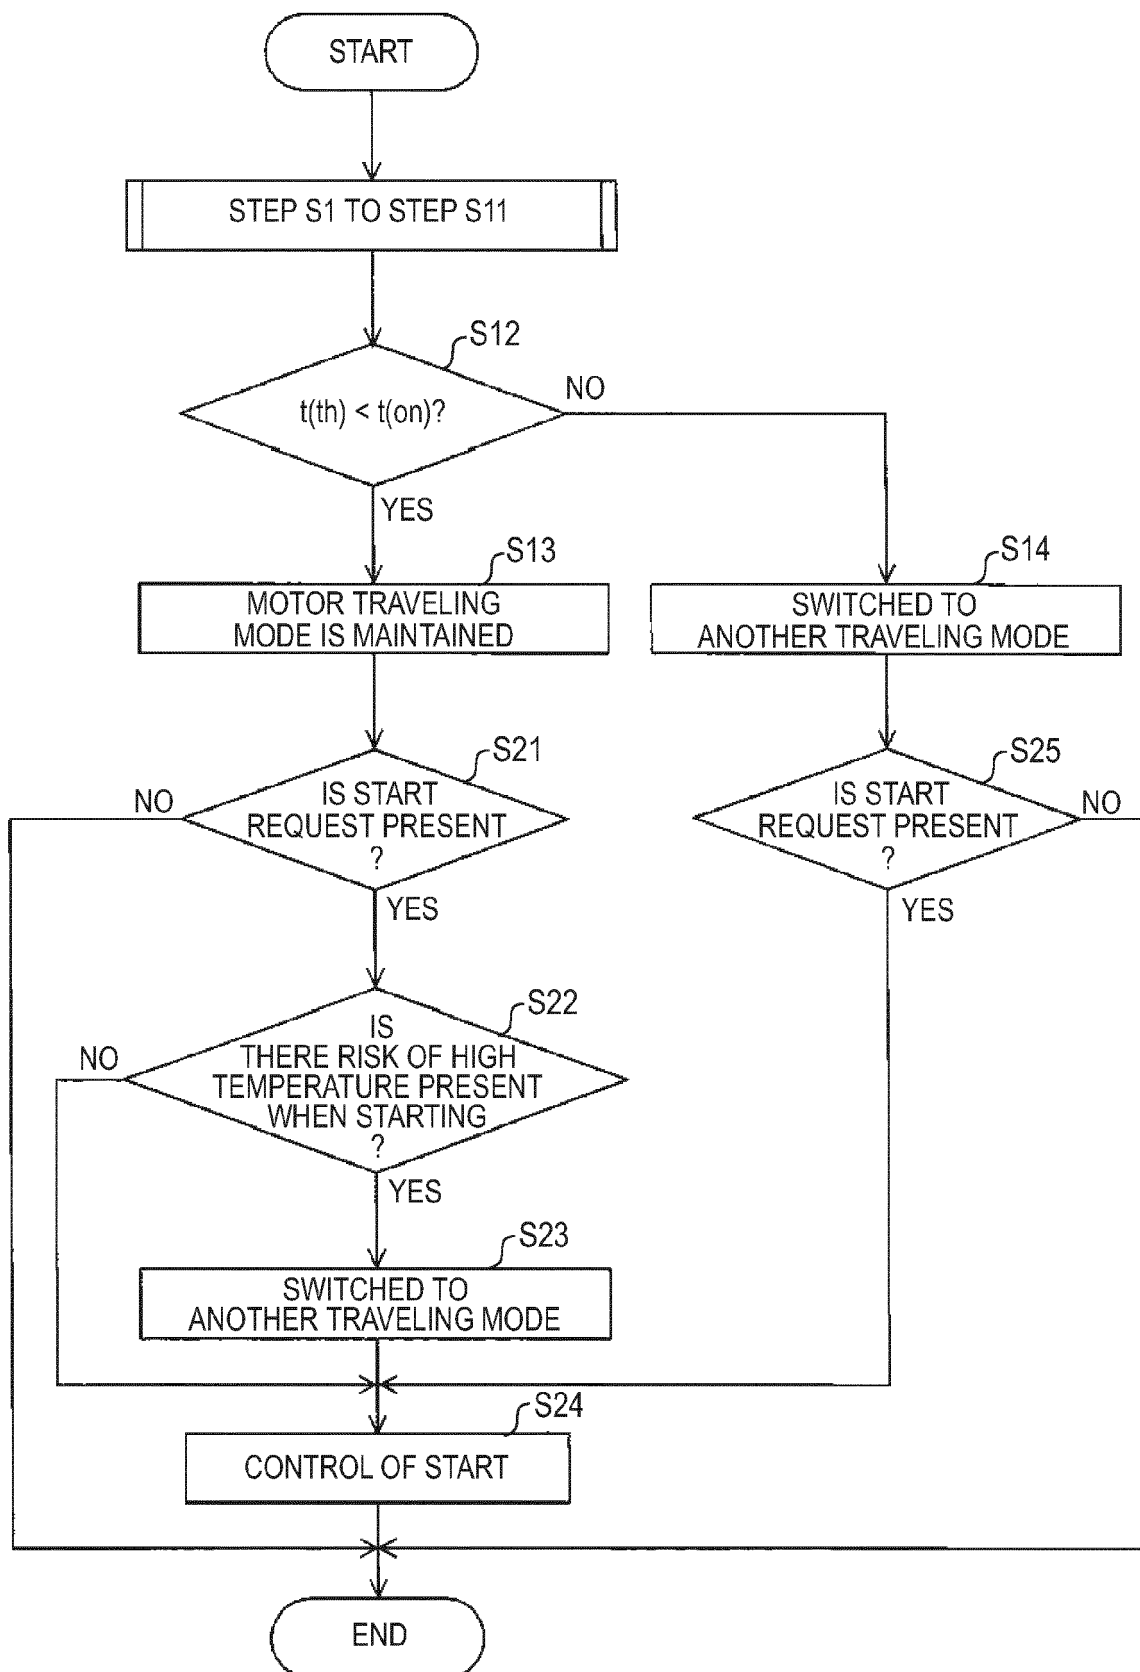 START
STEP S1 TO STEP S11
S12
t(th) < t(on)?
NO
YES
S13
MOTOR TRAVELING
MODE IS MAINTAINED
S14
SWITCHED TO
ANOTHER TRAVELING MODE
S21
NO
IS START
REQUEST PRESENT
?
YES
S25
IS START
REQUEST PRESENT
?
NO
YES
S22
NO
IS
THERE RISK OF HIGH
TEMPERATURE PRESENT
WHEN STARTING
?
YES
S23
SWITCHED TO
ANOTHER TRAVELING MODE
S24
CONTROL OF START
END